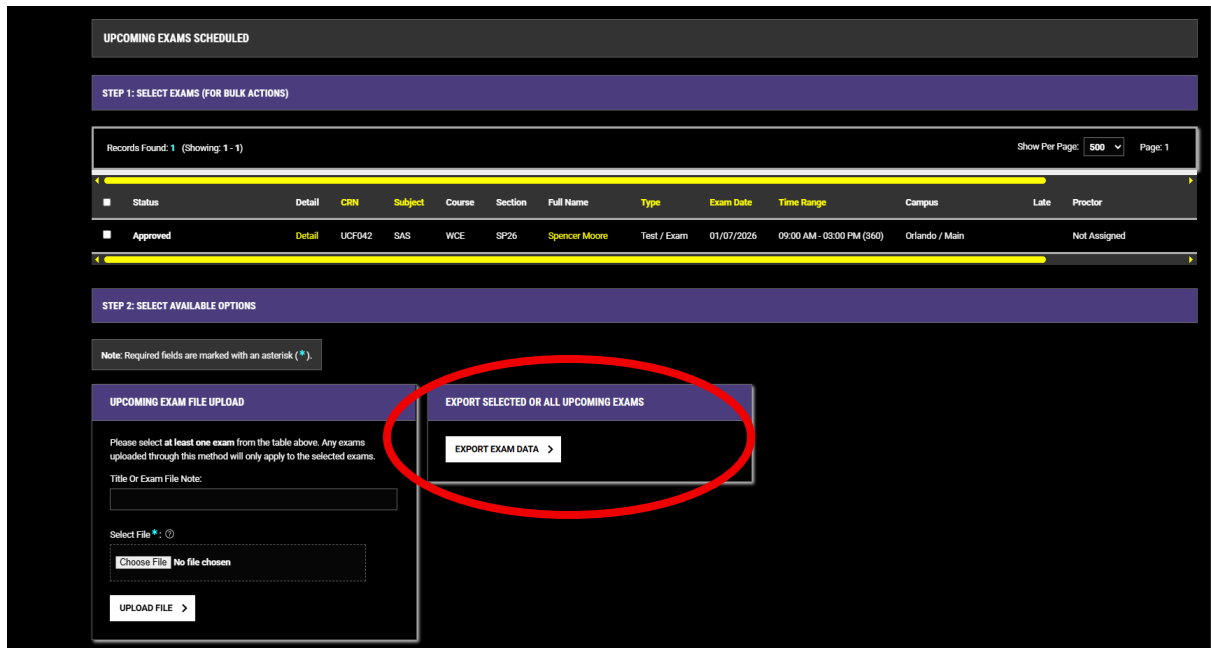 UPCOMING EXAMS SCHEDULED
STEP 1: SELECT EXAMS (FOR BULK ACTIONS)
Records Found: 1 (Showing: 1 - 1) Show Per Page: 500 Page: 1
Status Detail CRN Subject Course Section Full Name Type Exam Date Time Range Campus Late Proctor
Approved Detail UCF042 SAS WCE SP26 Spencer Moore Test / Exam 01/07/2026 09:00 AM - 03:00 PM (360) Orlando / Main Not Assigned
STEP 2: SELECT AVAILABLE OPTIONS
Note: Required fields are marked with an asterisk (*).
UPCOMING EXAM FILE UPLOAD
Please select at least one exam from the table above. Any exams
uploaded through this method will only apply to the selected exams.
Title Or Exam File Note:
Select File*:
Choose File No file chosen
UPLOAD FILE
EXPORT SELECTED OR ALL UPCOMING EXAMS
EXPORT EXAM DATA